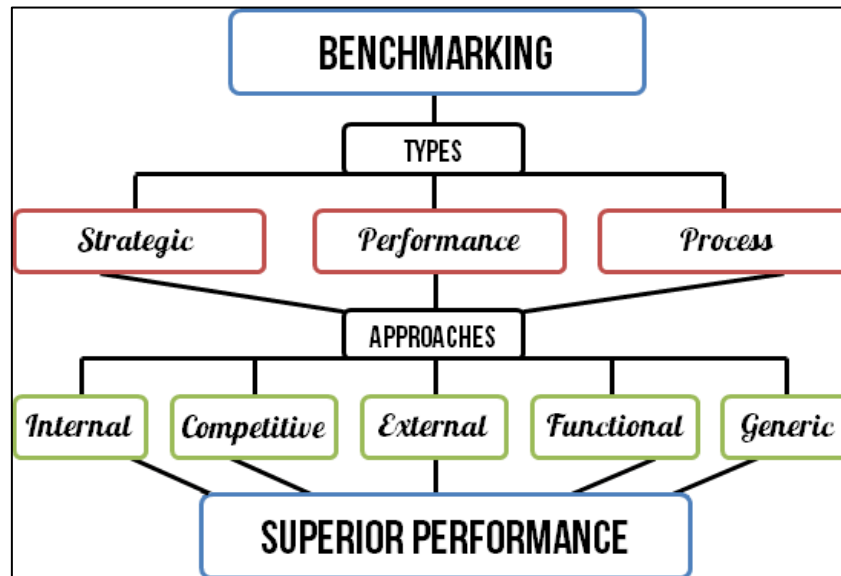 BENCHMARKING
TYPES
Strategic
Performance
Process
APPROACHES
Internal
Competitive
External
Functional
Generic
SUPERIOR PERFORMANCE